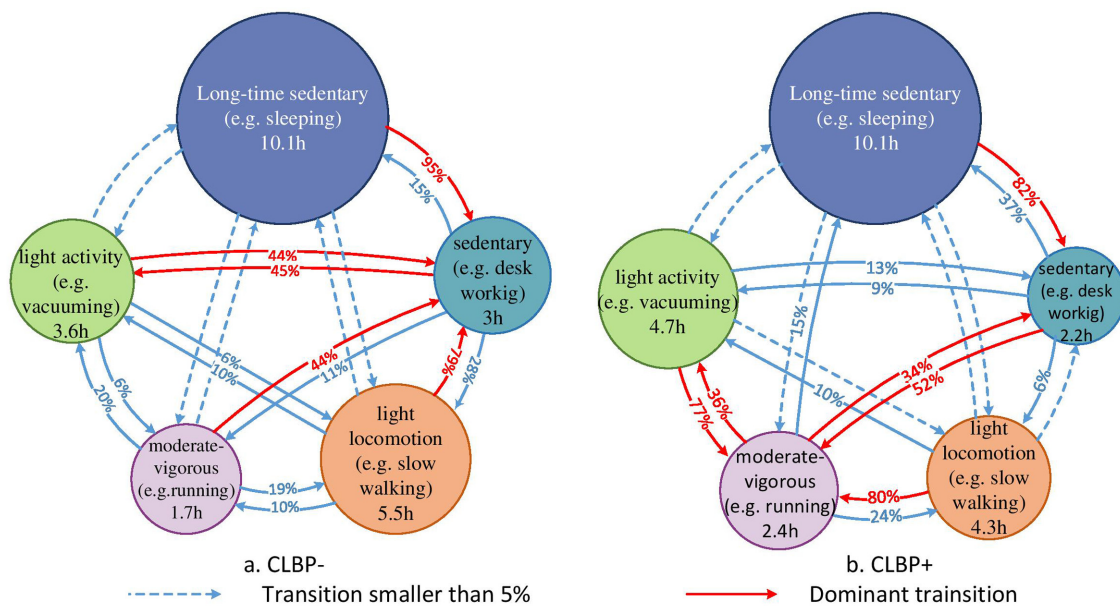 Long-time sedentary
(e.g. sleeping)
10.1h
95%
15%
light activity
(e.g.
vacuuming)
3.6h
44%
45%
sedentary
(e.g. desk
workig)
3h
44%
11%
79%
28%
6%
10%
6%
20%
moderate-
vigorous
(e.g.running)
1.7h
19%
10%
light
locomotion
(e.g. slow
walking)
5.5h
a. CLBP-
Long-time sedentary
(e.g. sleeping)
10.1h
82%
37%
light activity
(e.g. vacuuming)
4.7h
13%
9%
sedentary
(e.g. desk
workig)
2.2h
15%
34%
52%
6%
10%
36%
77%
moderate-
vigorous
(e.g. running)
2.4h
80%
24%
light
locomotion
(e.g. slow
walking)
4.3h
b. CLBP+
Transition smaller than 5%
Dominant trainsition